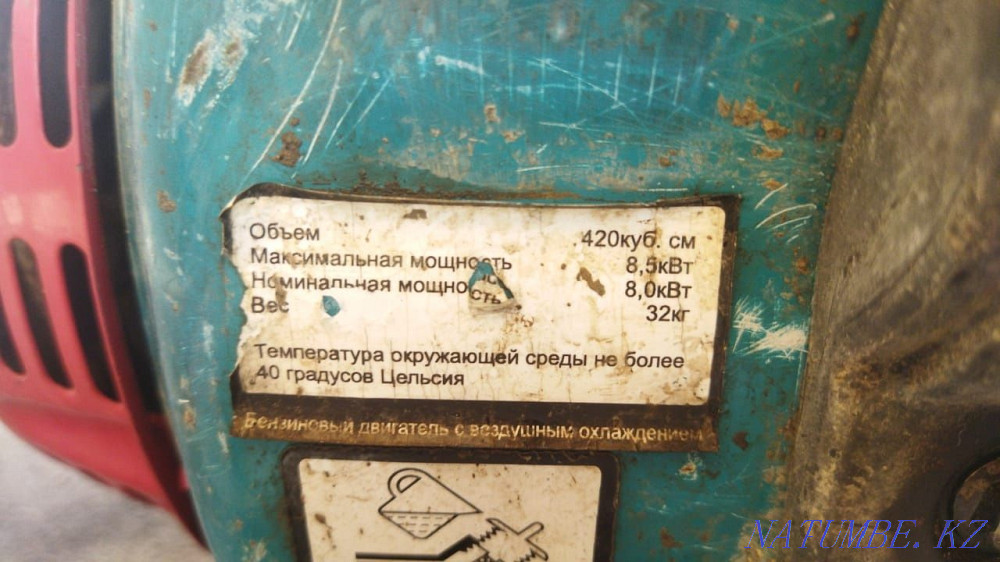 Объем 420куб. см
Максимальная мощность 8,5кВт
Номинальная мощность 8,0кВт
Вес 32кг
Температура окружающей среды не более
40 градусов Цельсия
Бензиновый двигатель с воздушным охлаждением
NATUMBE.KZ